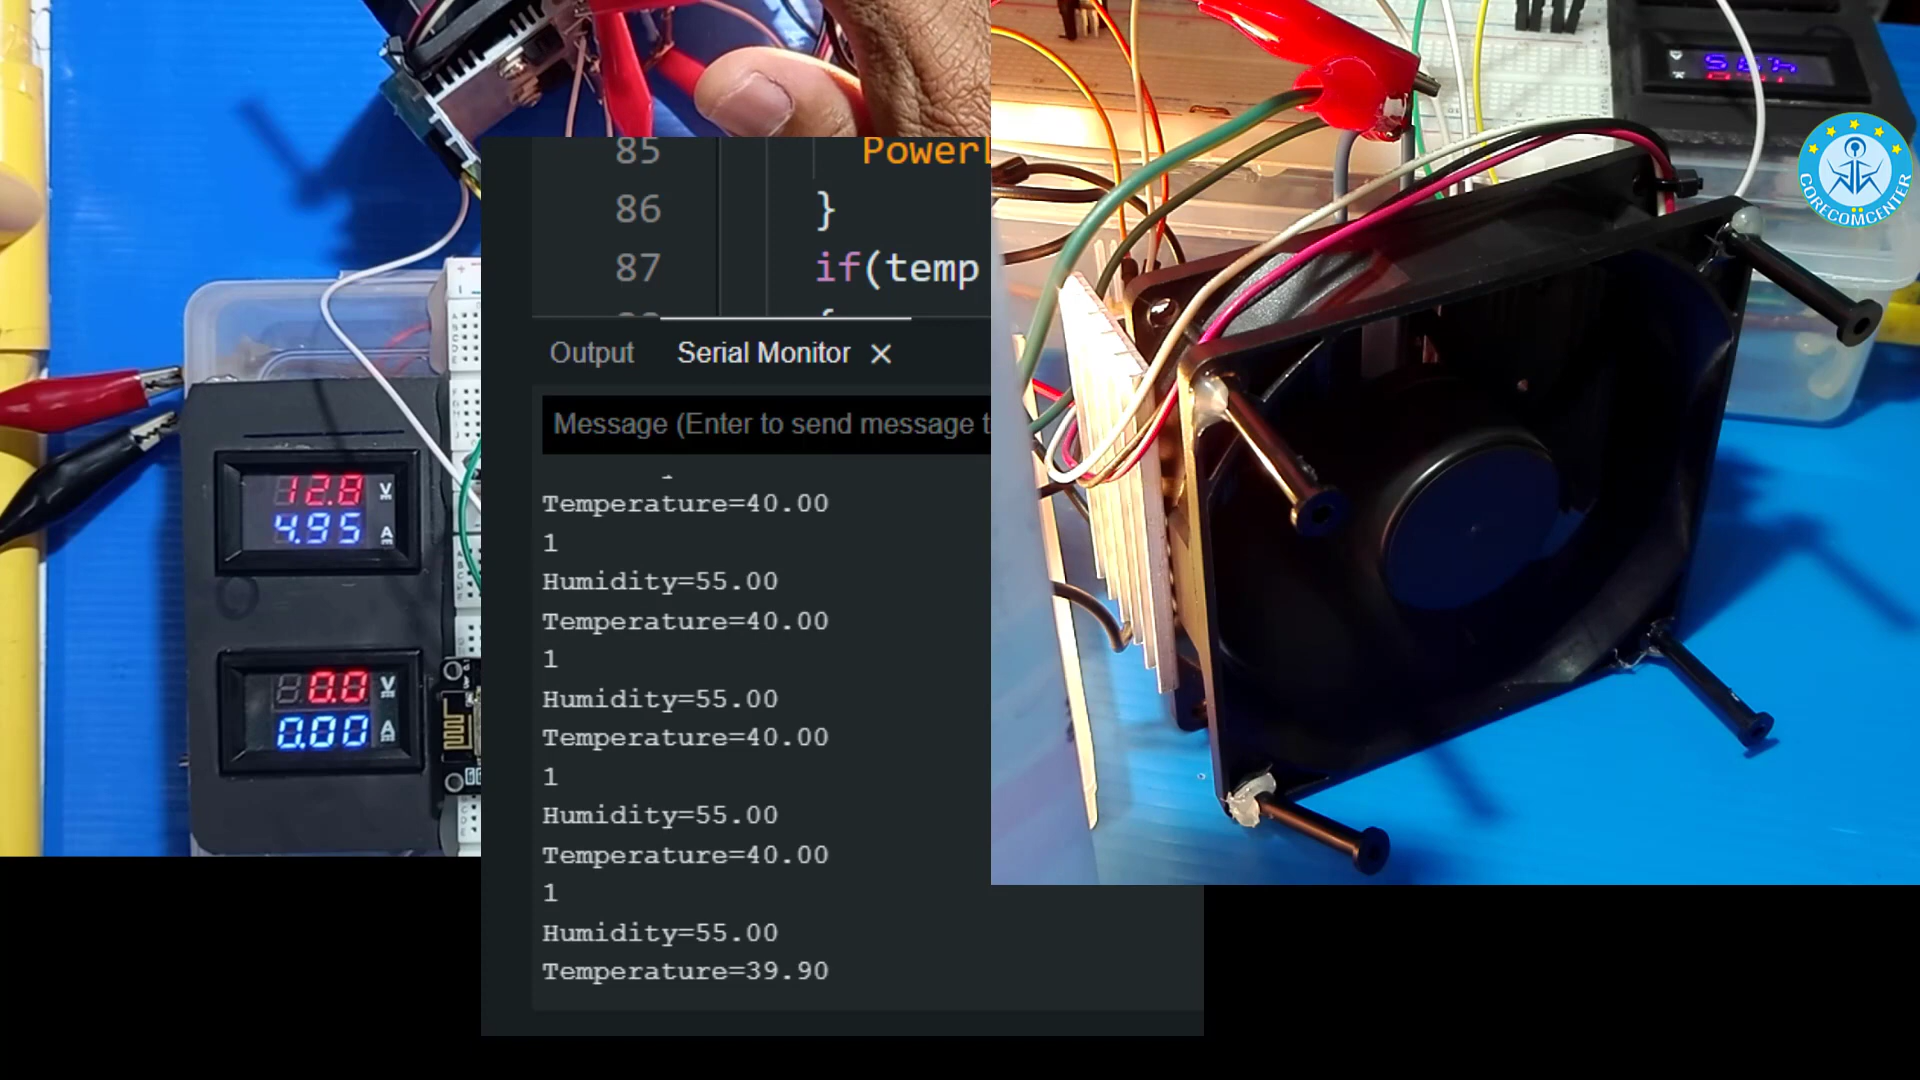 12.8 V
4.95 A
0.0 V
0.00 A
85 Power
86 }
87 if(temp
Output Serial Monitor ×
Message (Enter to send message t
Temperature=40.00
1
Humidity=55.00
Temperature=40.00
1
Humidity=55.00
Temperature=40.00
1
Humidity=55.00
Temperature=40.00
1
Humidity=55.00
Temperature=39.90
CORECOMCENTER